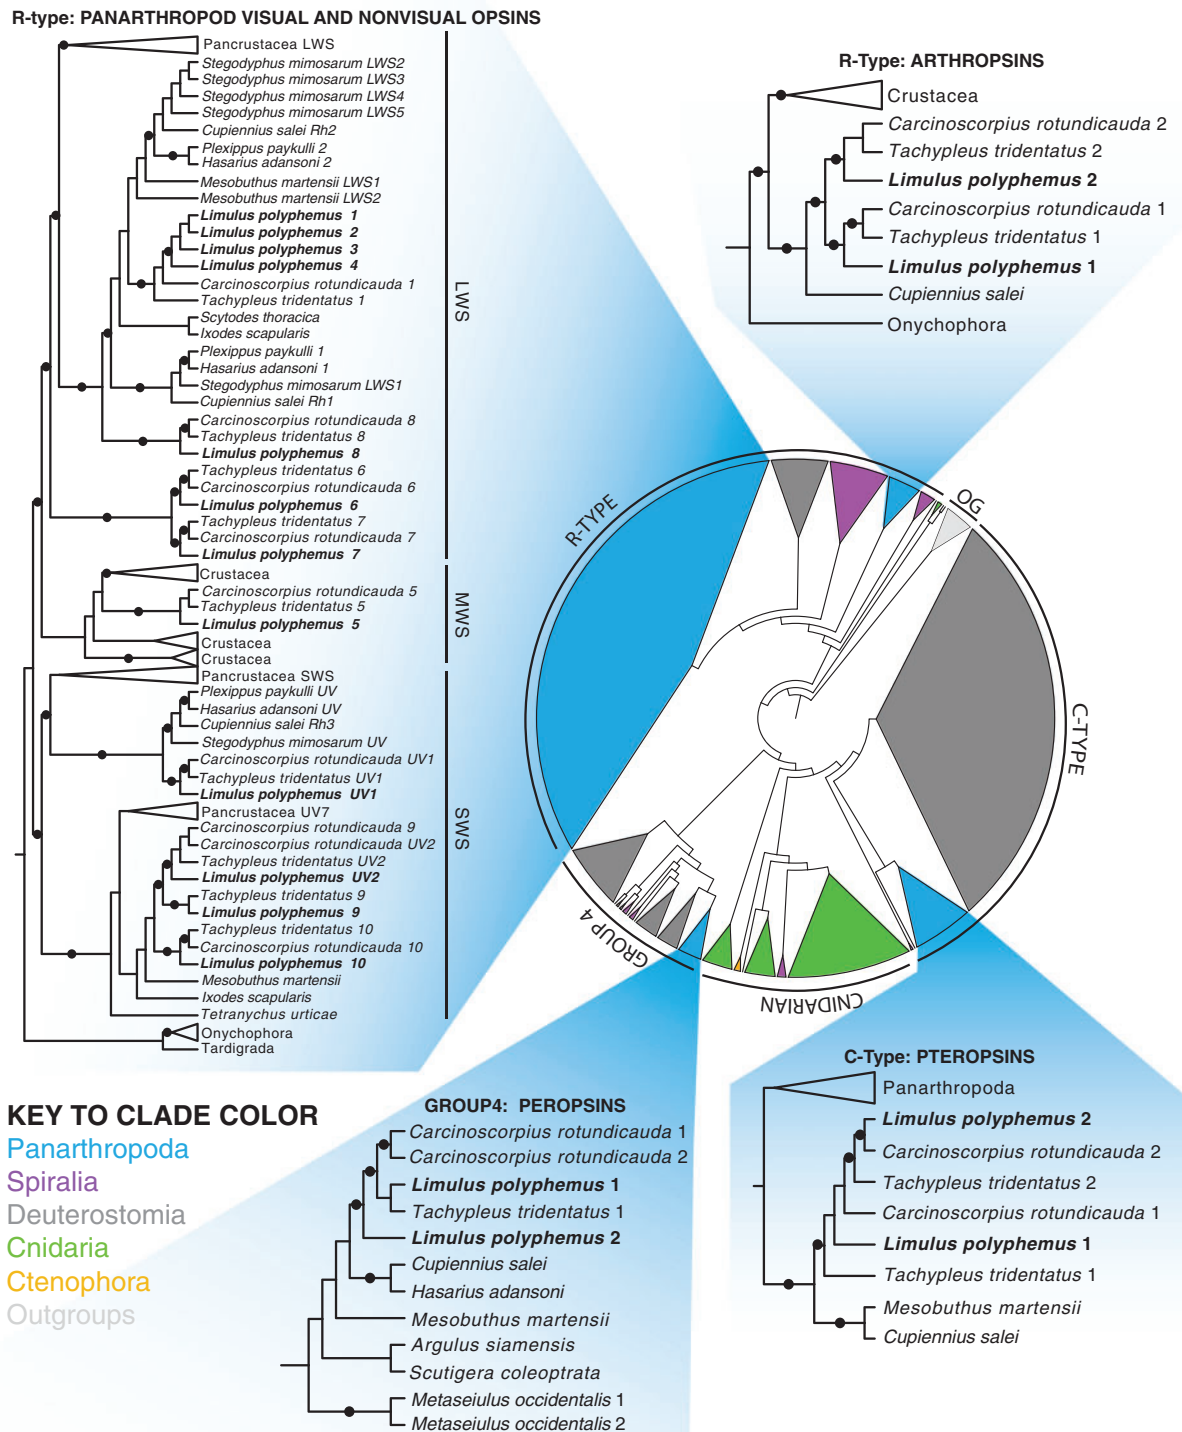 R-type: PANARTHROPOD VISUAL AND NONVISUAL OPSINS
Pancrustacea LWS
Stegodyphus mimosarum LWS2
Stegodyphus mimosarum LWS3
Stegodyphus mimosarum LWS4
Stegodyphus mimosarum LWS5
Cupiennius salei Rh2
Plexippus paykulli 2
Hasarius adansoni 2
Mesobuthus martensii LWS1
Mesobuthus martensii LWS2
Limulus polyphemus 1
Limulus polyphemus 2
Limulus polyphemus 3
Limulus polyphemus 4
Carcinoscorpius rotundicauda 1
Tachypleus tridentatus 1
Scytodes thoracica
Ixodes scapularis
Plexippus paykulli 1
Hasarius adansoni 1
Stegodyphus mimosarum LWS1
Cupiennius salei Rh1
Carcinoscorpius rotundicauda 8
Tachypleus tridentatus 8
Limulus polyphemus 8
Tachypleus tridentatus 6
Carcinoscorpius rotundicauda 6
Limulus polyphemus 6
Tachypleus tridentatus 7
Carcinoscorpius rotundicauda 7
Limulus polyphemus 7
LWS
Crustacea
Carcinoscorpius rotundicauda 5
Tachypleus tridentatus 5
Limulus polyphemus 5
Crustacea
Crustacea
MWS
Pancrustacea SWS
Plexippus paykulli UV
Hasarius adansoni UV
Cupiennius salei Rh3
Stegodyphus mimosarum UV
Carcinoscorpius rotundicauda UV1
Tachypleus tridentatus UV1
Limulus polyphemus UV1
Pancrustacea UV7
Carcinoscorpius rotundicauda 9
Carcinoscorpius rotundicauda UV2
Tachypleus tridentatus UV2
Limulus polyphemus UV2
Tachypleus tridentatus 9
Limulus polyphemus 9
Tachypleus tridentatus 10
Carcinoscorpius rotundicauda 10
Limulus polyphemus 10
Mesobuthus martensii
Ixodes scapularis
Tetranychus urticae
SWS
Onychophora
Tardigrada
R-Type: ARTHROPSINS
Crustacea
Carcinoscorpius rotundicauda 2
Tachypleus tridentatus 2
Limulus polyphemus 2
Carcinoscorpius rotundicauda 1
Tachypleus tridentatus 1
Limulus polyphemus 1
Cupiennius salei
Onychophora
R-TYPE
OG
C-TYPE
GROUP 4
CNIDARIAN
KEY TO CLADE COLOR
Panarthropoda
Spiralia
Deuterostomia
Cnidaria
Ctenophora
Outgroups
GROUP4: PEROPSINS
Carcinoscorpius rotundicauda 1
Carcinoscorpius rotundicauda 2
Limulus polyphemus 1
Tachypleus tridentatus 1
Limulus polyphemus 2
Cupiennius salei
Hasarius adansoni
Mesobuthus martensii
Argulus siamensis
Scutigera coleoptrata
Metaseiulus occidentalis 1
Metaseiulus occidentalis 2
C-Type: PTEROPSINS
Panarthropoda
Limulus polyphemus 2
Carcinoscorpius rotundicauda 2
Tachypleus tridentatus 2
Carcinoscorpius rotundicauda 1
Limulus polyphemus 1
Tachypleus tridentatus 1
Mesobuthus martensii
Cupiennius salei